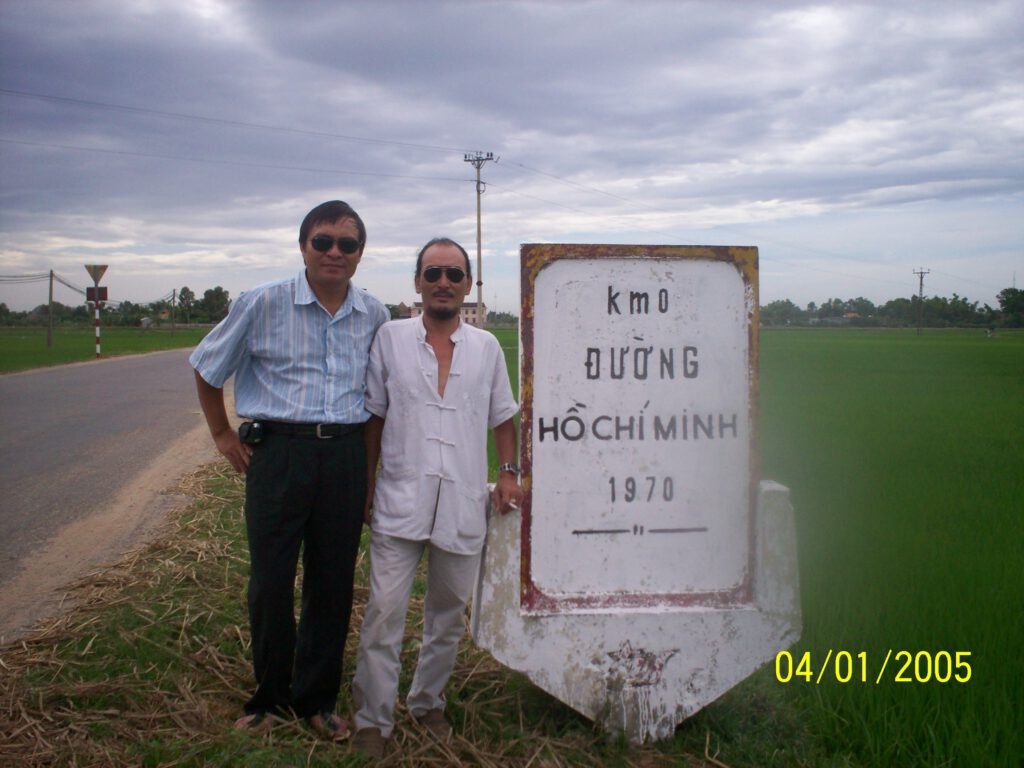 km0
ĐƯỜNG
HỒ CHÍ MINH
1970
04/01/2005